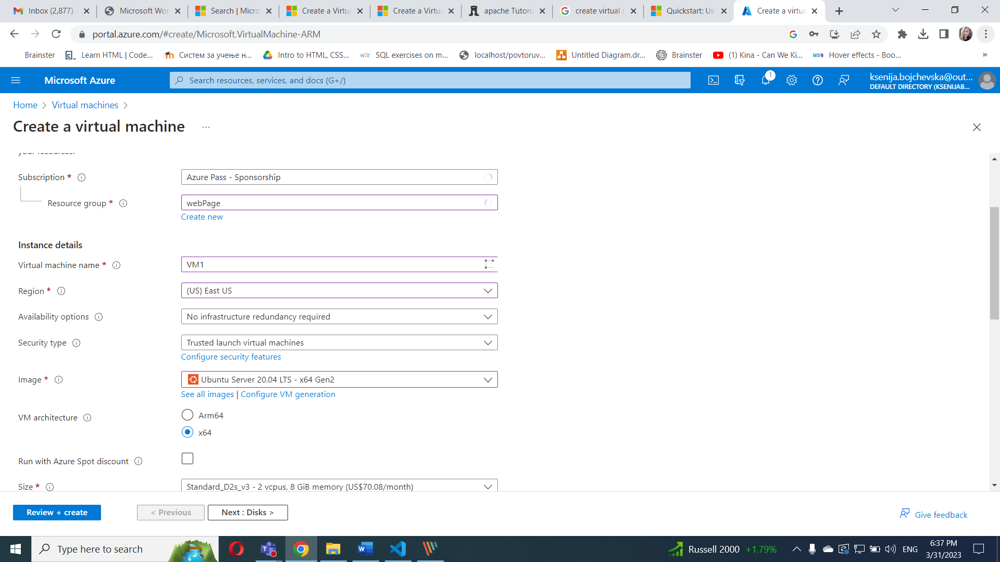 Inbox (2,877) -
Microsoft Wor
Search | Micro
Create a Virtua
Create a Virtua
apache Tutoria
create virtual
Quickstart: Us
Create a virtua
portal.azure.com/#create/Microsoft.VirtualMachine-ARM
Brainster
Learn HTML | Code...
Систем за учење н...
Intro to HTML, CSS...
w3r SQL exercises on m...
localhost/povtoruv...
Untitled Diagram.dr...
Brainster
(1) Kina - Can We Ki...
MDB Hover effects - Boo...
»
Microsoft Azure
Search resources, services, and docs (G+/)
1
ksenija.bojchevska@out...
DEFAULT DIRECTORY (KSENIJAB...
Home > Virtual machines >
Create a virtual machine ...
your resources.
Subscription *
Azure Pass - Sponsorship
Resource group *
webPage
Create new
Instance details
Virtual machine name *
VM1
Region *
(US) East US
Availability options
No infrastructure redundancy required
Security type
Trusted launch virtual machines
Configure security features
Image *
Ubuntu Server 20.04 LTS - x64 Gen2
See all images | Configure VM generation
VM architecture
Arm64
x64
Run with Azure Spot discount
Size *
Standard_D2s_v3 - 2 vcpus, 8 GiB memory (US$70.08/month)
Review + create
< Previous
Next : Disks >
Give feedback
Type here to search
Russell 2000 +1.79%
ENG
6:37 PM
3/31/2023